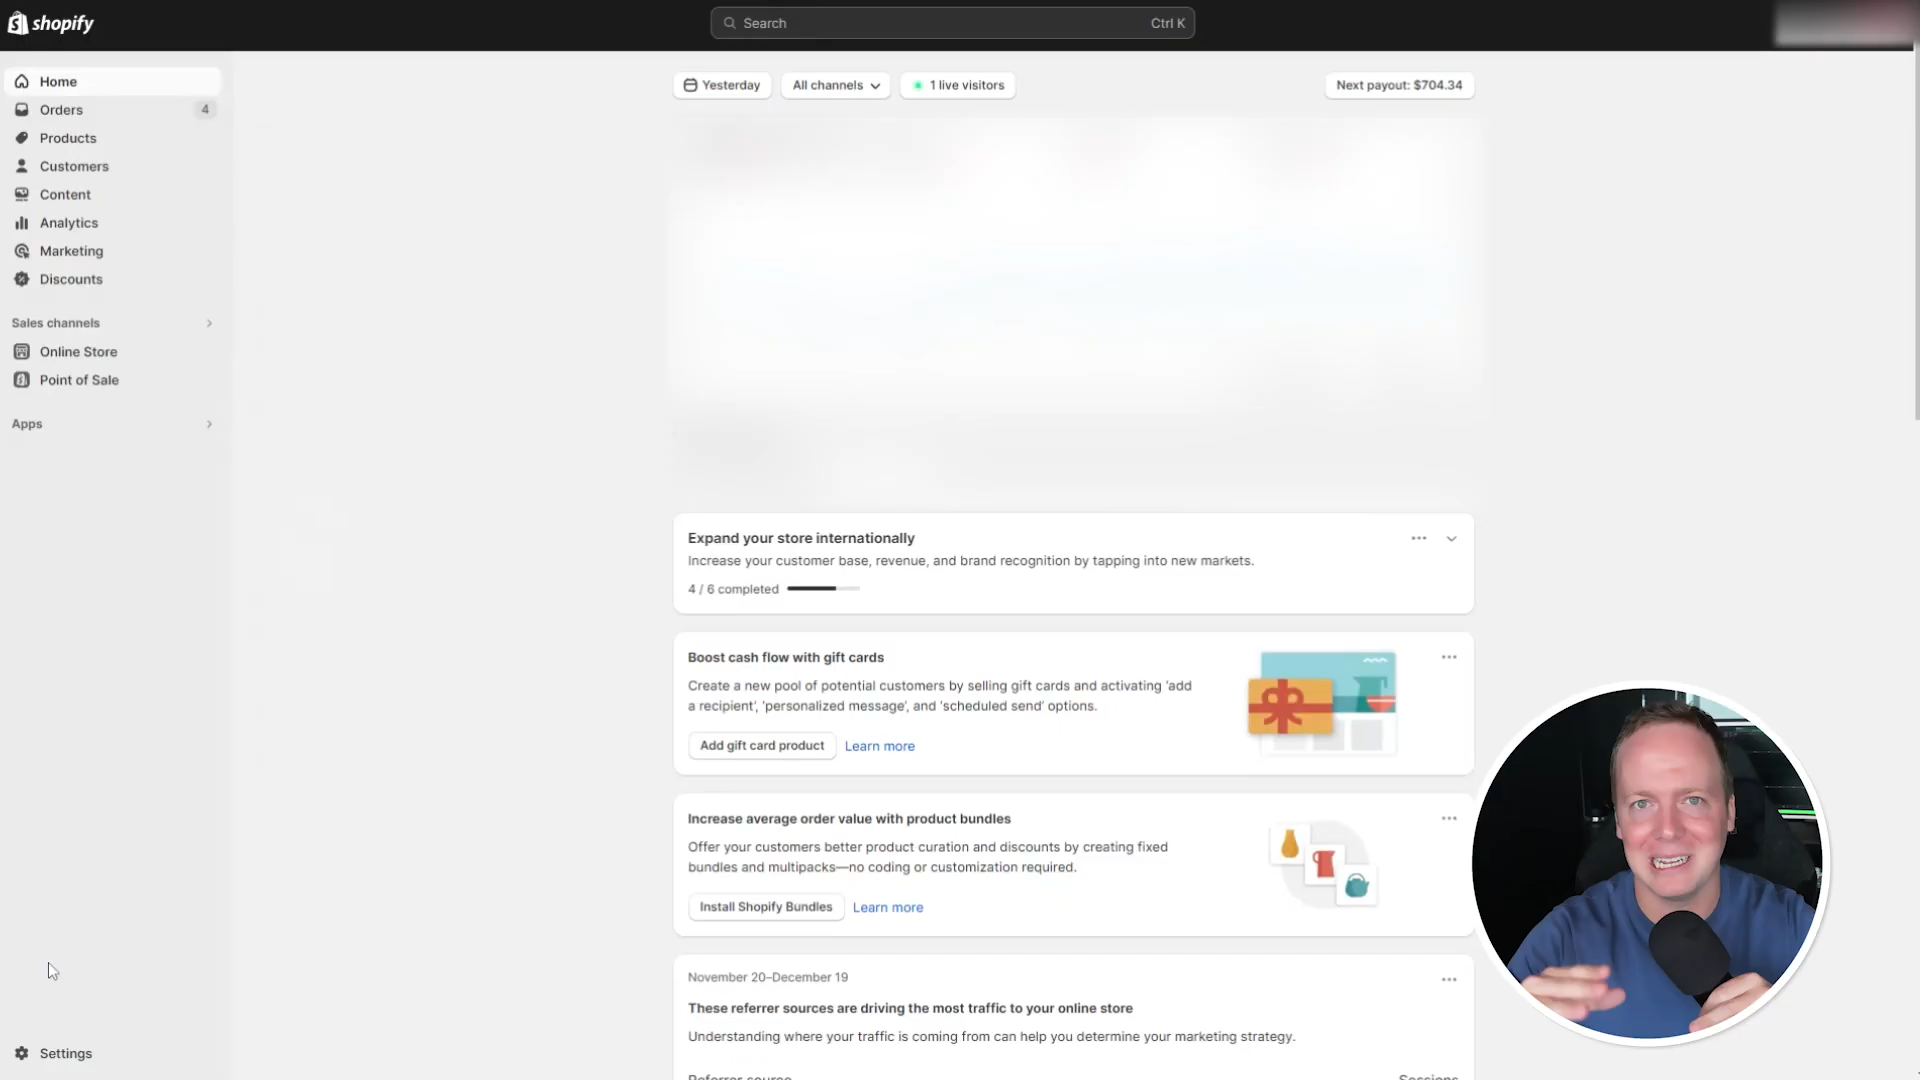 shopify
Search
Ctrl K
Home
Orders
4
Products
Customers
Content
Analytics
Marketing
Discounts
Sales channels
Online Store
Point of Sale
Apps
Settings
Yesterday
All channels
1 live visitors
Next payout: $704.34
Expand your store internationally
Increase your customer base, revenue, and brand recognition by tapping into new markets.
4 / 6 completed
Boost cash flow with gift cards
Create a new pool of potential customers by selling gift cards and activating 'add
a recipient', 'personalized message', and 'scheduled send' options.
Add gift card product
Learn more
Increase average order value with product bundles
Offer your customers better product curation and discounts by creating fixed
bundles and multipacks—no coding or customization required.
Install Shopify Bundles
Learn more
November 20–December 19
These referrer sources are driving the most traffic to your online store
Understanding where your traffic is coming from can help you determine your marketing strategy.
Referrer source
Sessions